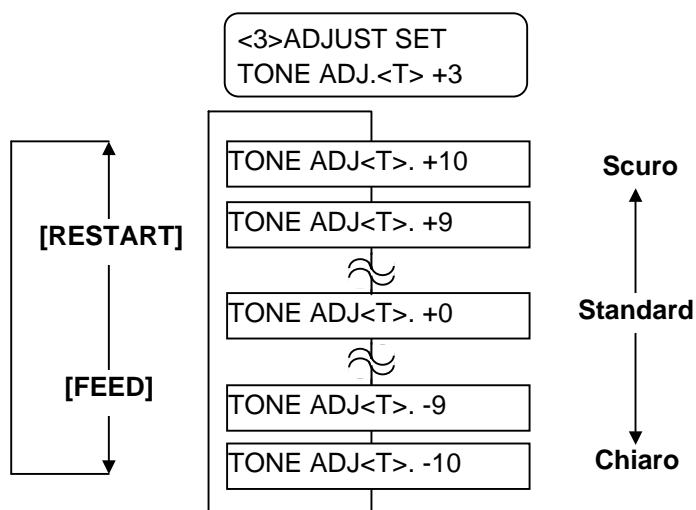 <3>ADJUST SET
TONE ADJ.<T> +3
TONE ADJ<T>. +10
Scuro
[RESTART]
TONE ADJ<T>. +9
TONE ADJ<T>. +0
Standard
[FEED]
TONE ADJ<T>. -9
TONE ADJ<T>. -10
Chiaro